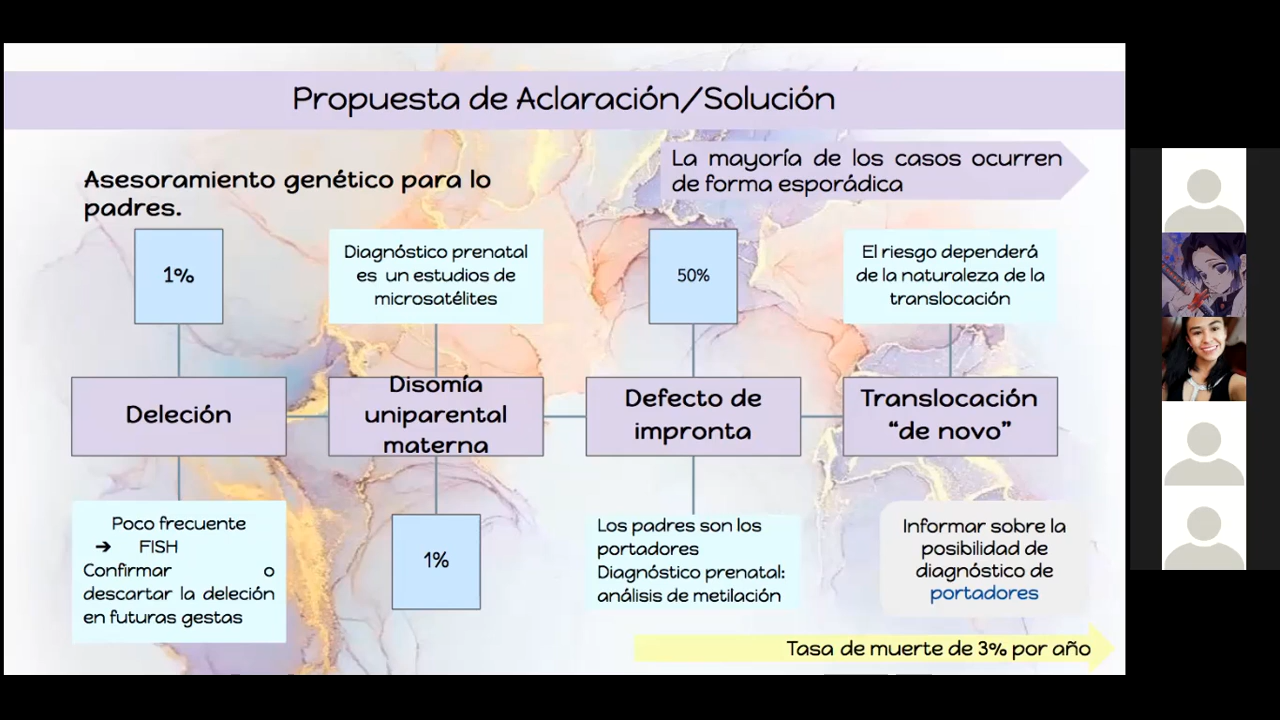 Propuesta de Aclaración/Solución
La mayoría de los casos ocurren
de forma esporádica
Asesoramiento genético para lo
padres.
1%
Diagnóstico prenatal
es un estudios de
microsatélites
50%
El riesgo dependerá
de la naturaleza de la
translocación
Deleción
Disomía
uniparental
materna
Defecto de
impronta
Translocación
“de novo”
Poco frecuente
➔ FISH
Confirmar o
descartar la deleción
en futuras gestas
1%
Los padres son los
portadores
Diagnóstico prenatal:
análisis de metilación
Informar sobre la
posibilidad de
diagnóstico de
portadores
Tasa de muerte de 3% por año